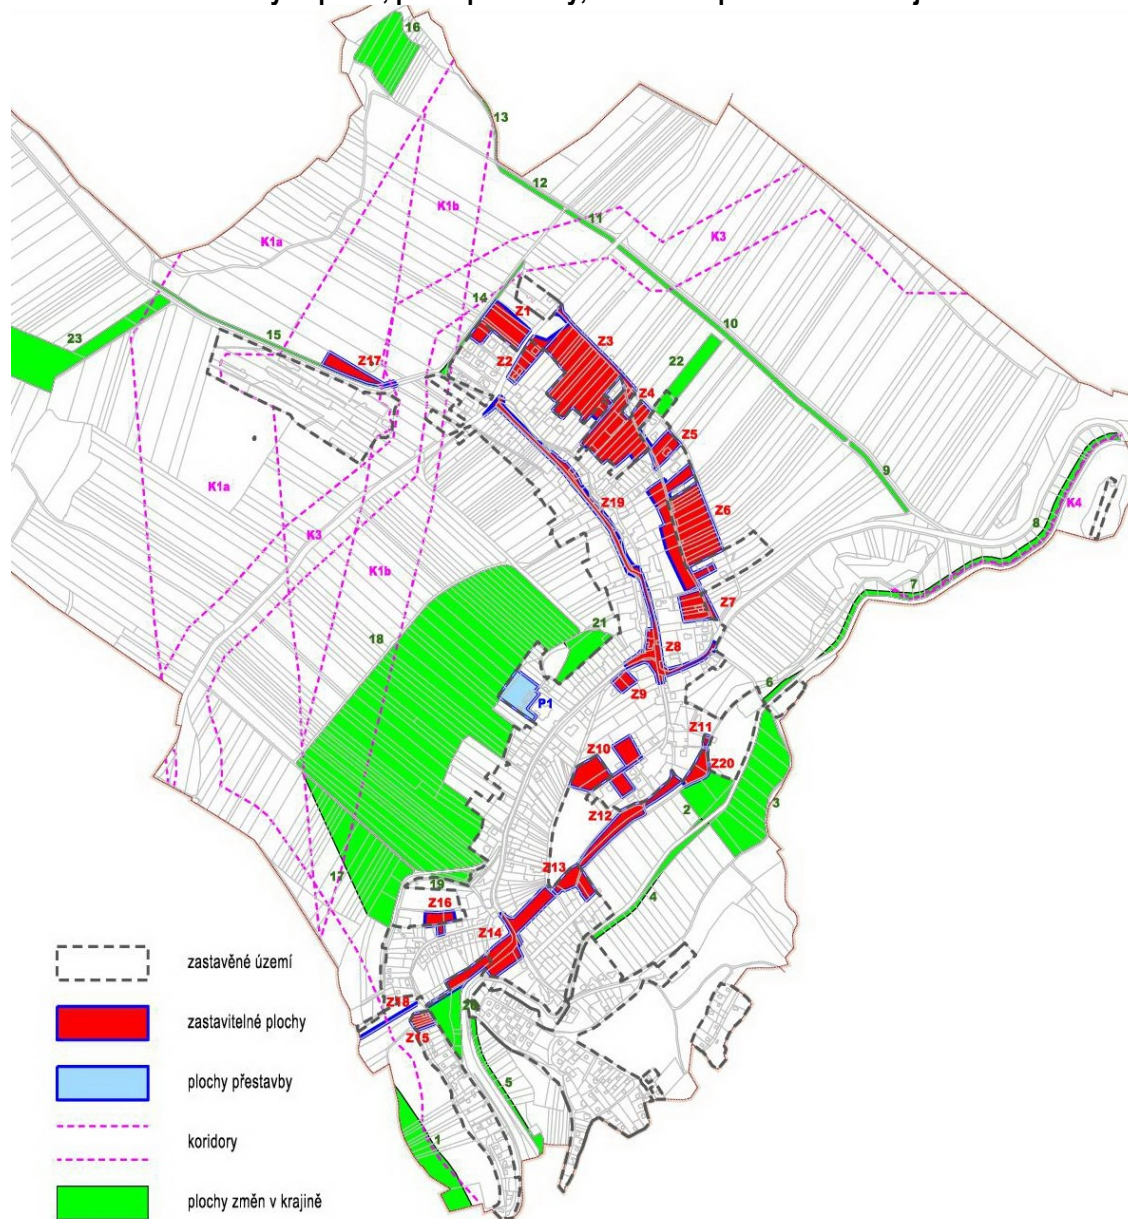 16
13
12
K1b
11
K1a
K3
14
Z1
10
23
15
Z3
Z17
Z2
22
Z4
Z5
9
K1a
Z19
K4
Z6
8
K3
K1b
7
Z7
18
21
Z8
6
Z9
P1
Z11
Z10
Z20
2
3
Z12
Z13
17
19
4
Z16
Z14
zastavěné území
Z18
20
zastavitelné plochy
Z15
plochy přestavby
5
koridory
1
plochy změn v krajině